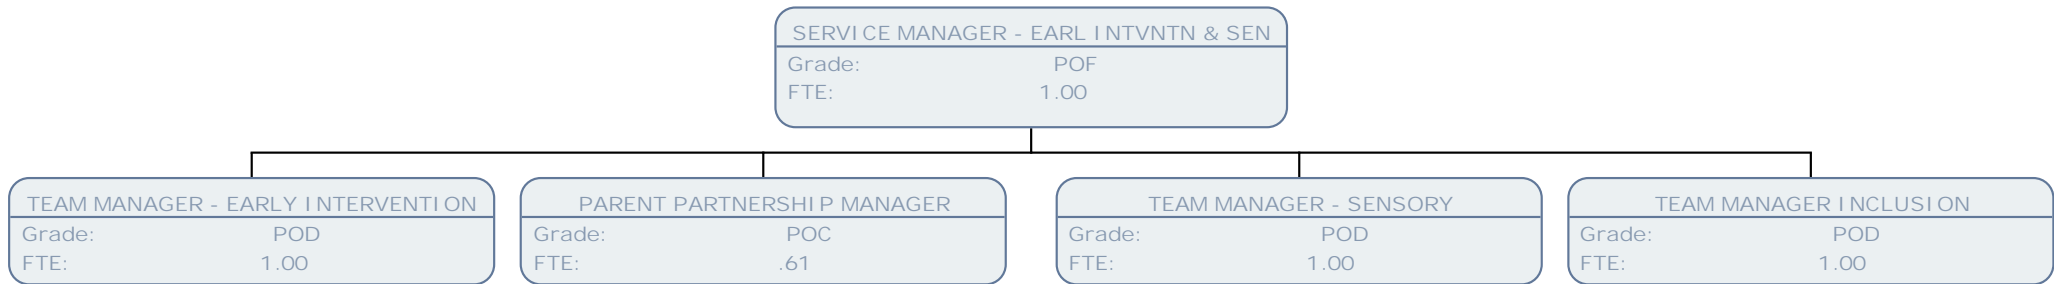 SERVICE MANAGER - EARL INTVNTN & SEN
Grade: POF
FTE: 1.00
TEAM MANAGER - EARLY INTERVENTION
Grade: POD
FTE: 1.00
PARENT PARTNERSHIP MANAGER
Grade: POC
FTE: .61
TEAM MANAGER - SENSORY
Grade: POD
FTE: 1.00
TEAM MANAGER INCLUSION
Grade: POD
FTE: 1.00